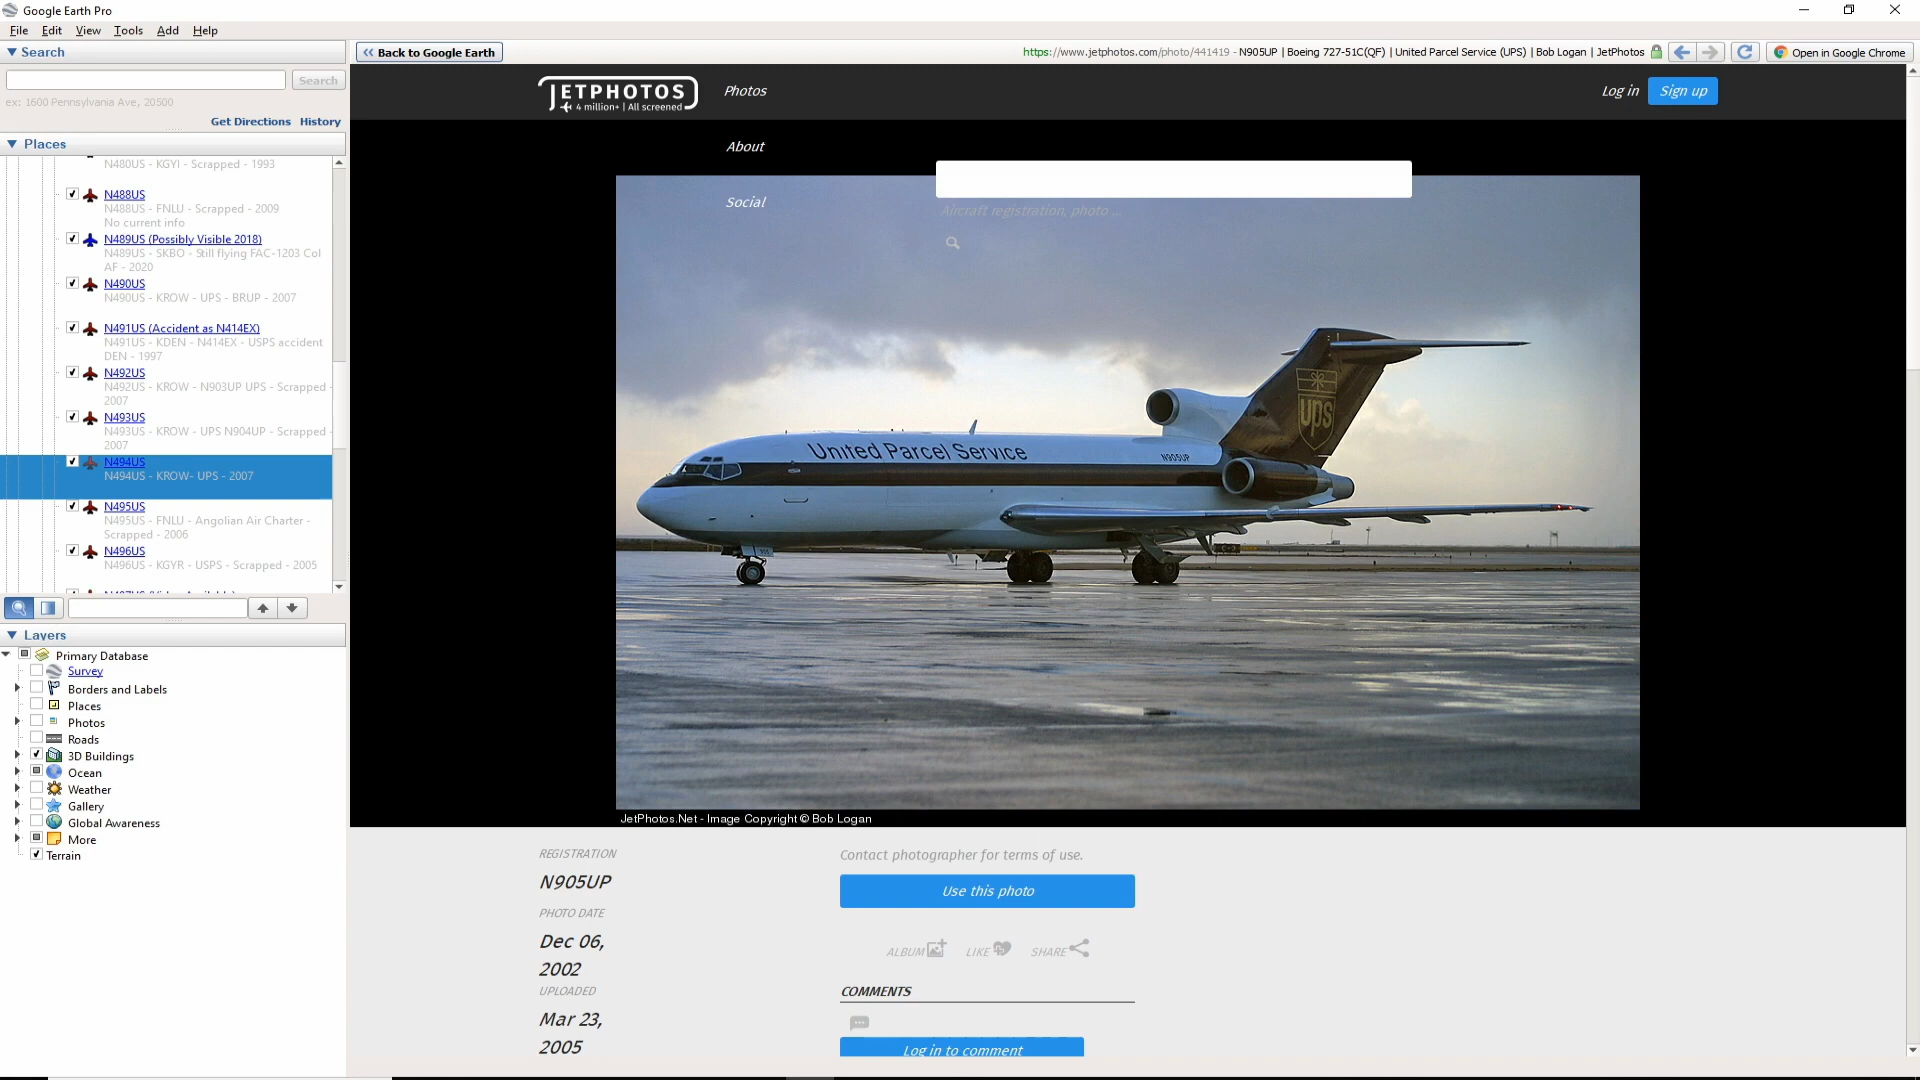 Google Earth Pro
File Edit View Tools Add Help
Search
Search
ex: 1600 Pennsylvania Ave, 20500
Get Directions History
Places
N480US - KGYI - Scrapped - 1993
N488US
N488US - FNLU - Scrapped - 2009
No current info
N489US (Possibly Visible 2018)
N489US - SKBO - Still flying FAC-1203 Col
AF - 2020
N490US
N490US - KROW - UPS - BRUP - 2007
N491US (Accident as N414EX)
N491US - KDEN - N414EX - USPS accident
DEN - 1997
N492US
N492US - KROW - N903UP UPS - Scrapped -
2007
N493US
N493US - KROW - UPS N904UP - Scrapped -
2007
N494US
N494US - KROW- UPS - 2007
N495US
N495US - FNLU - Angolian Air Charter -
Scrapped - 2006
N496US
N496US - KGYR - USPS - Scrapped - 2005
Layers
Primary Database
Survey
Borders and Labels
Places
Photos
Roads
3D Buildings
Ocean
Weather
Gallery
Global Awareness
More
Terrain
Back to Google Earth
https://www.jetphotos.com/photo/441419 - N905UP | Boeing 727-51C(QF) | United Parcel Service (UPS) | Bob Logan | JetPhotos
Open in Google Chrome
JETPHOTOS
4 million+ | All screened
Photos
Log in
Sign up
About
Social
Aircraft registration, photo ...
ups
United Parcel Service
N905UP
JetPhotos.Net - Image Copyright © Bob Logan
REGISTRATION
N905UP
PHOTO DATE
Dec 06,
2002
UPLOADED
Mar 23,
2005
Contact photographer for terms of use.
Use this photo
ALBUM LIKE SHARE
COMMENTS
Log in to comment